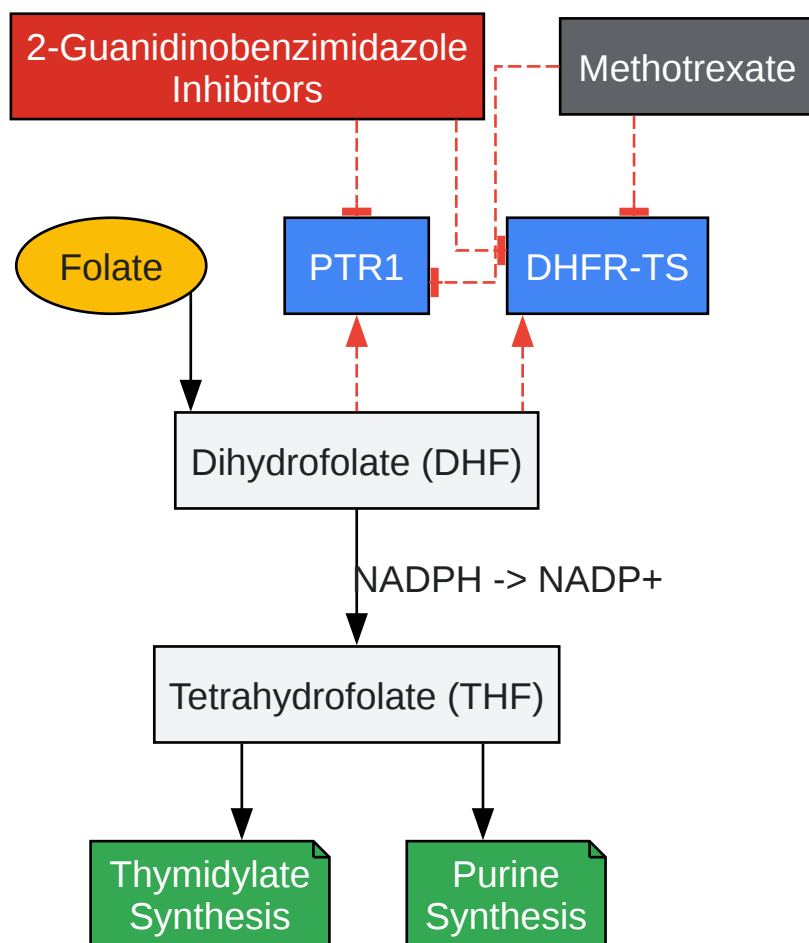 2-Guanidinobenzimidazole
Inhibitors
Methotrexate
Folate
PTR1
DHFR-TS
Dihydrofolate (DHF)
NADPH -> NADP+
Tetrahydrofolate (THF)
Thymidylate
Synthesis
Purine
Synthesis